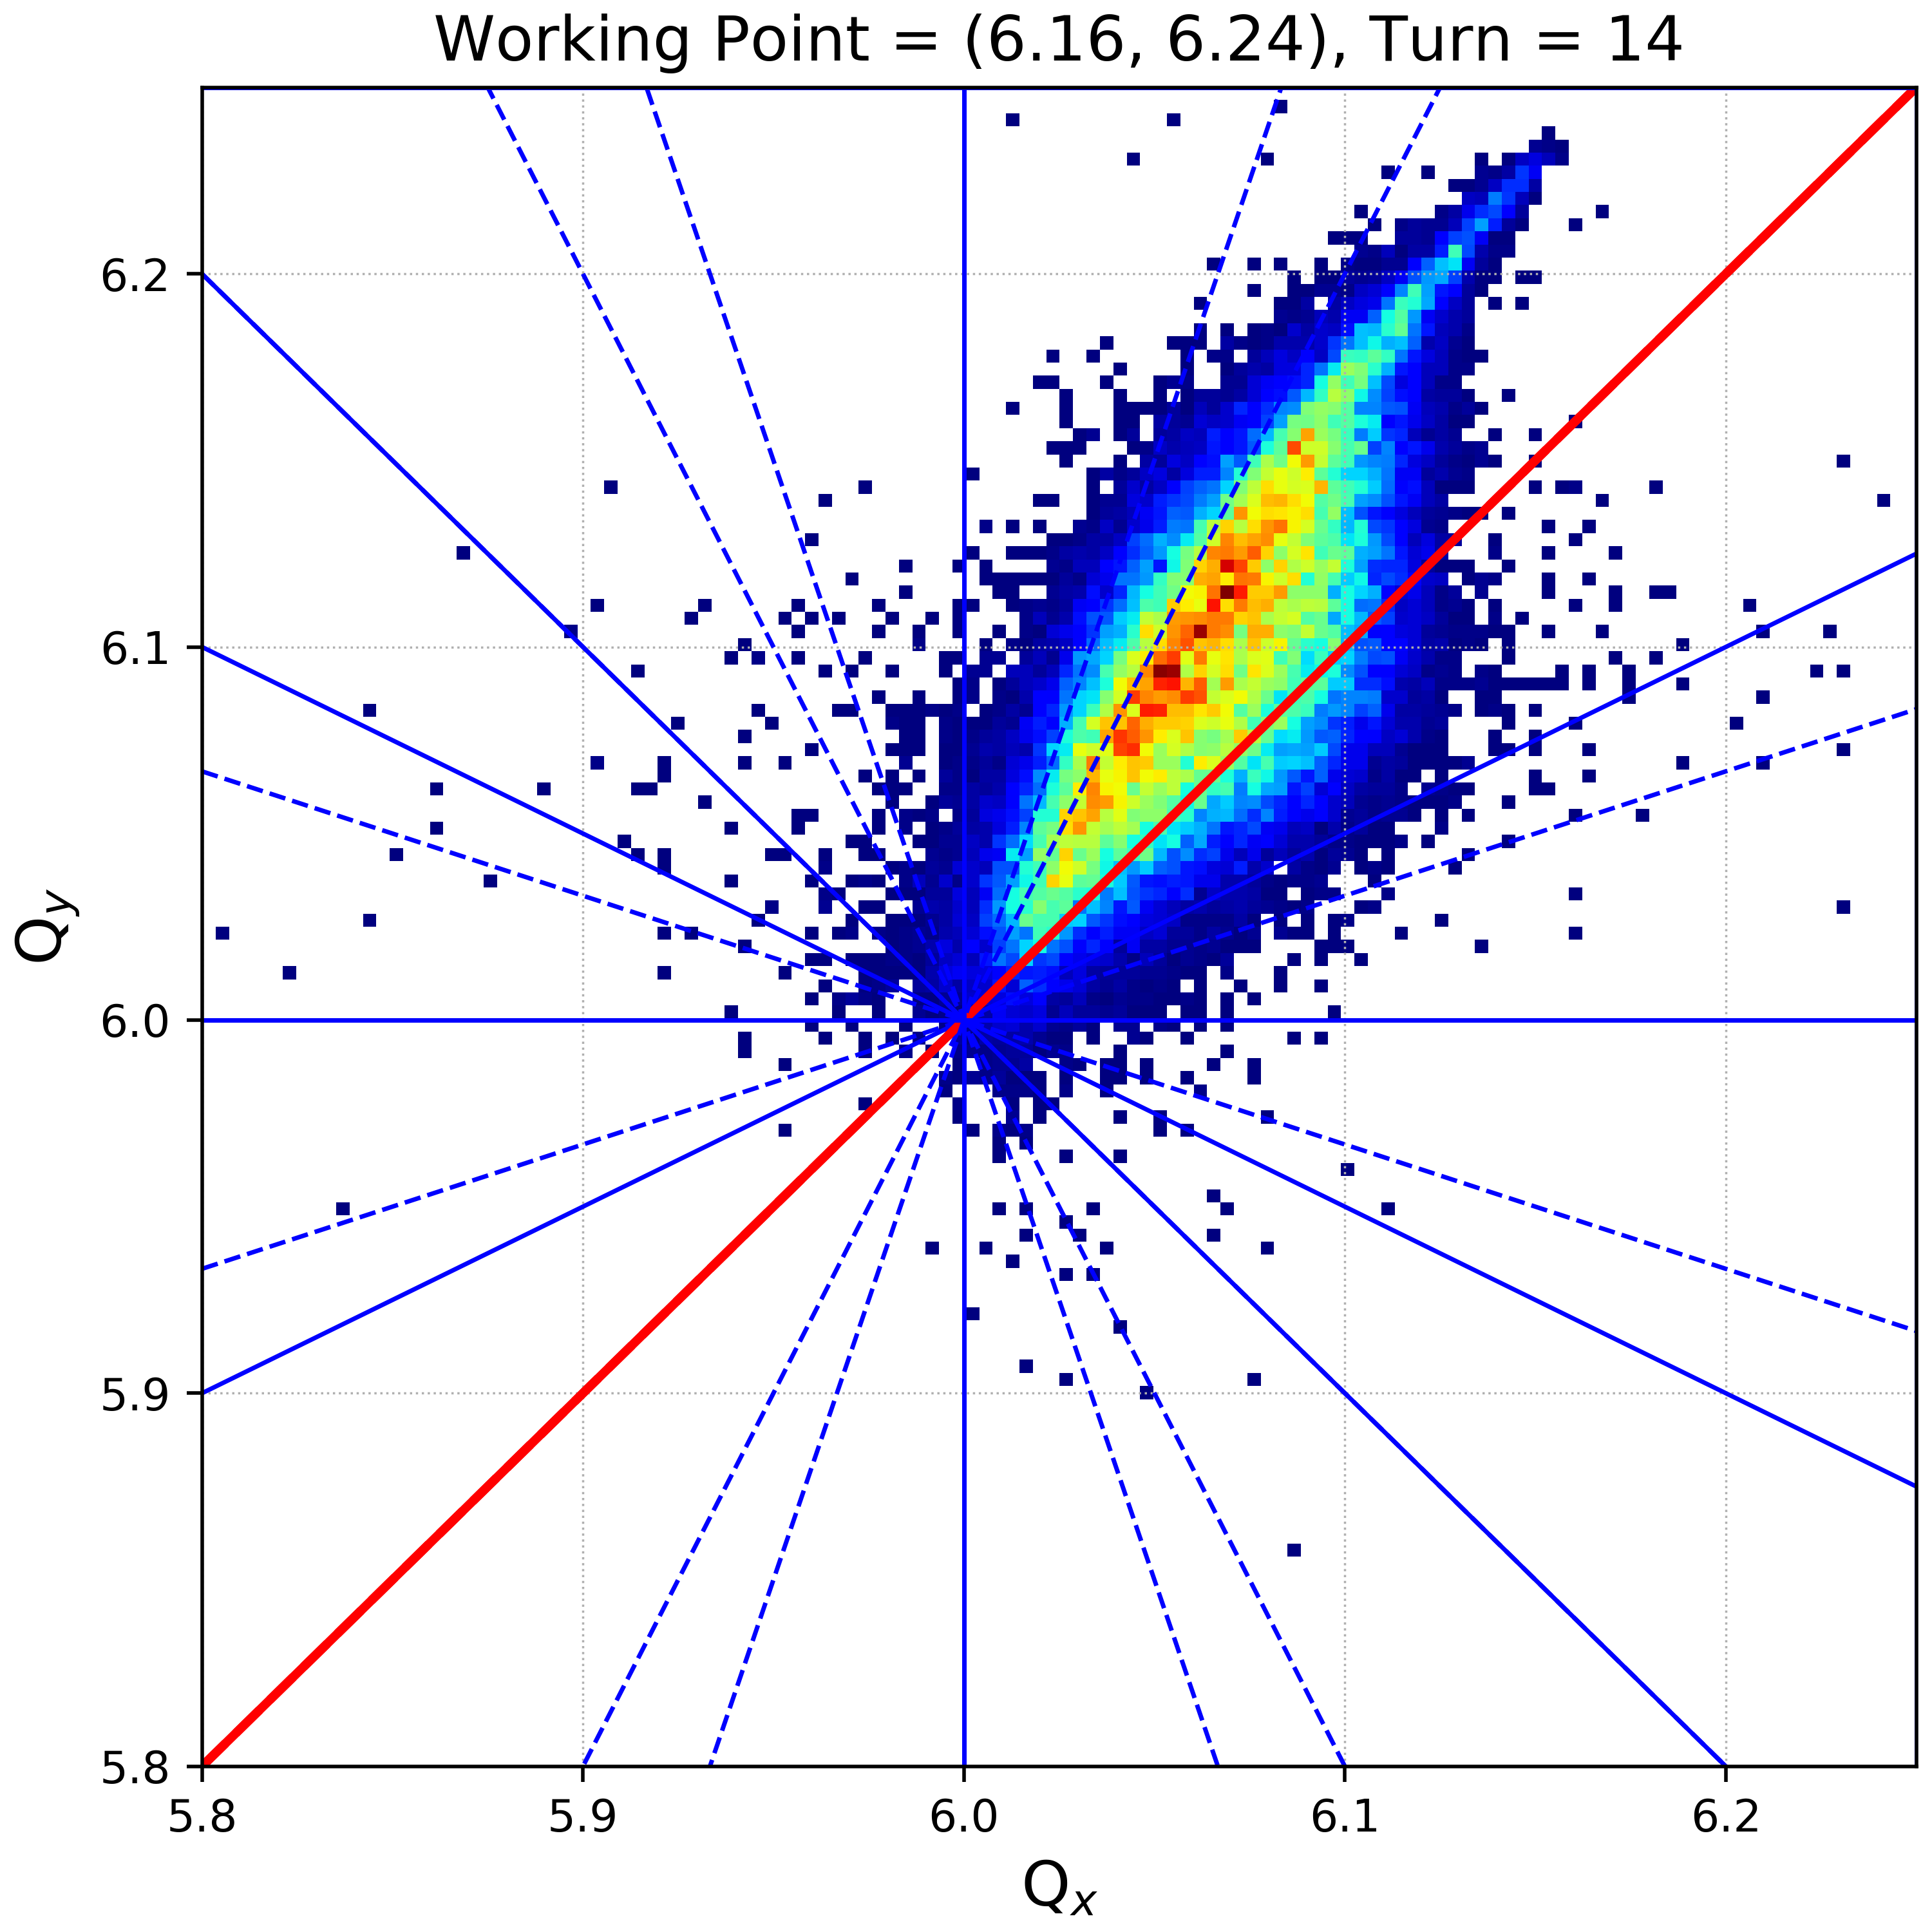 Working Point = (6.16, 6.24), Turn = 14
6.2
6.1
6.0
5.9
5.8
Qy
5.8 5.9 6.0 6.1 6.2
Qx